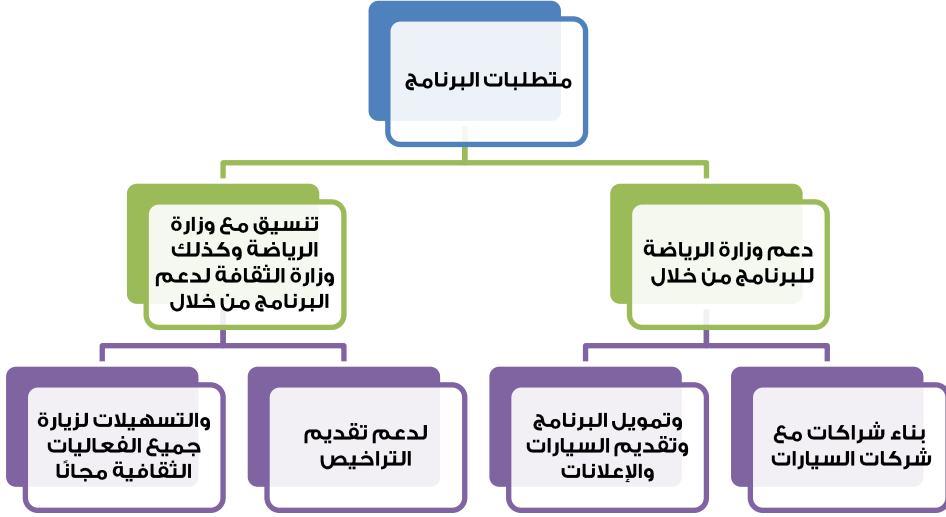 متطلبات البرنامج
دعم وزارة الرياضة
للبرنامج من خلال
تنسيق مع وزارة
الرياضة وكذلك
وزارة الثقافة لدعم
البرنامج من خلال
بناء شراكات مع
شركات السيارات
وتمويل البرنامج
وتقديم السيارات
والإعلانات
لدعم تقديم
التراخيص
والتسهيلات لزيارة
جميع الفعاليات
الثقافية مجانًا